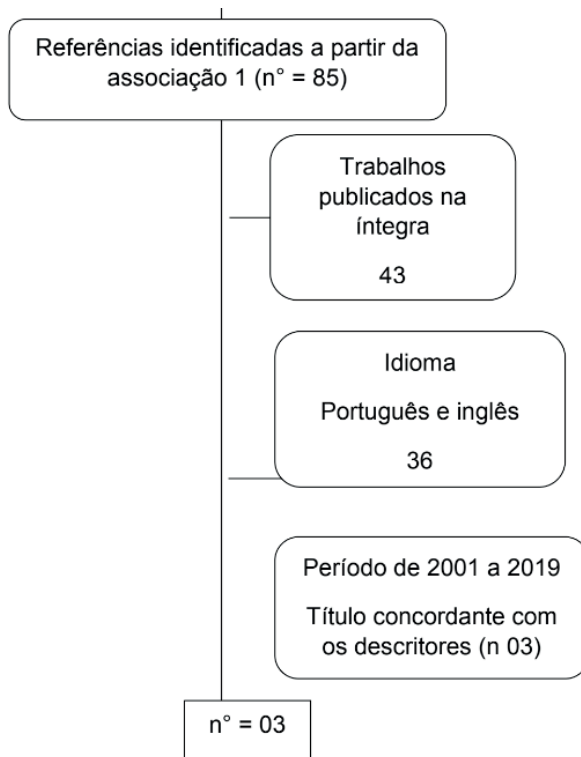 Referências identificadas a partir da
associação 1 (n° = 85)
Trabalhos
publicados na
íntegra
43
Idioma
Português e inglês
36
Período de 2001 a 2019
Título concordante com
os descritores (n 03)
n° = 03